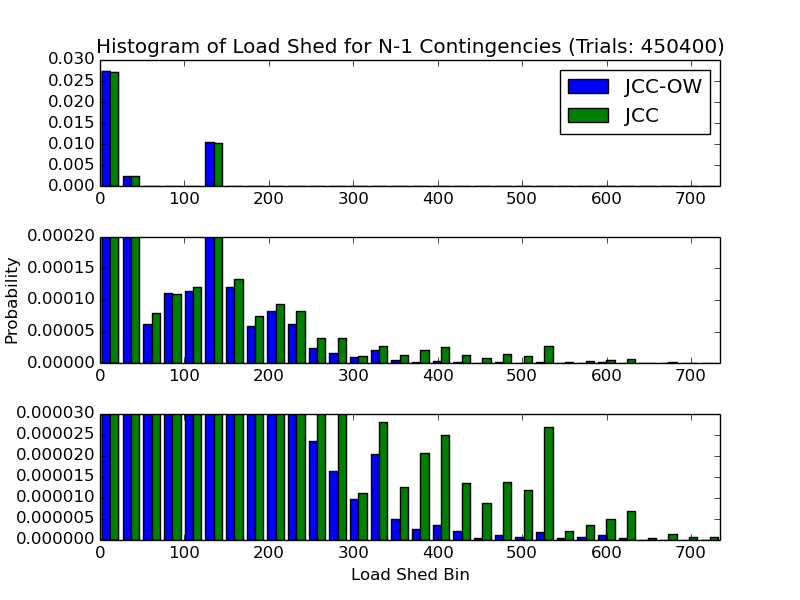 Histogram of Load Shed for N-1 Contingencies (Trials: 450400)
0.030
0.025
0.020
0.015
0.010
0.005
0.000
JCC-OW
JCC
0 100 200 300 400 500 600 700
Probability
0.00020
0.00015
0.00010
0.00005
0.00000
0 100 200 300 400 500 600 700
0.000030
0.000025
0.000020
0.000015
0.000010
0.000005
0.000000
0 100 200 300 400 500 600 700
Load Shed Bin